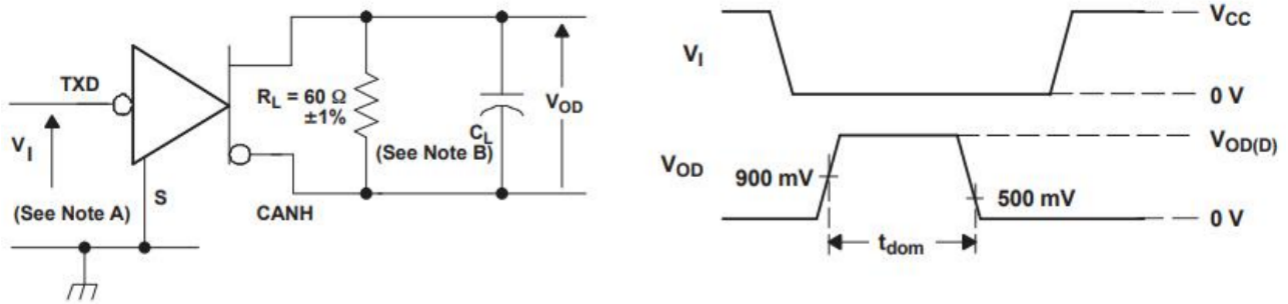 TXD
V_I
(See Note A)
S
R_L = 60 Ω
±1%
(See Note B)
C_L
V_OD
CANH
V_I
V_CC
0 V
V_OD
900 mV
V_OD(D)
500 mV
0 V
t_dom